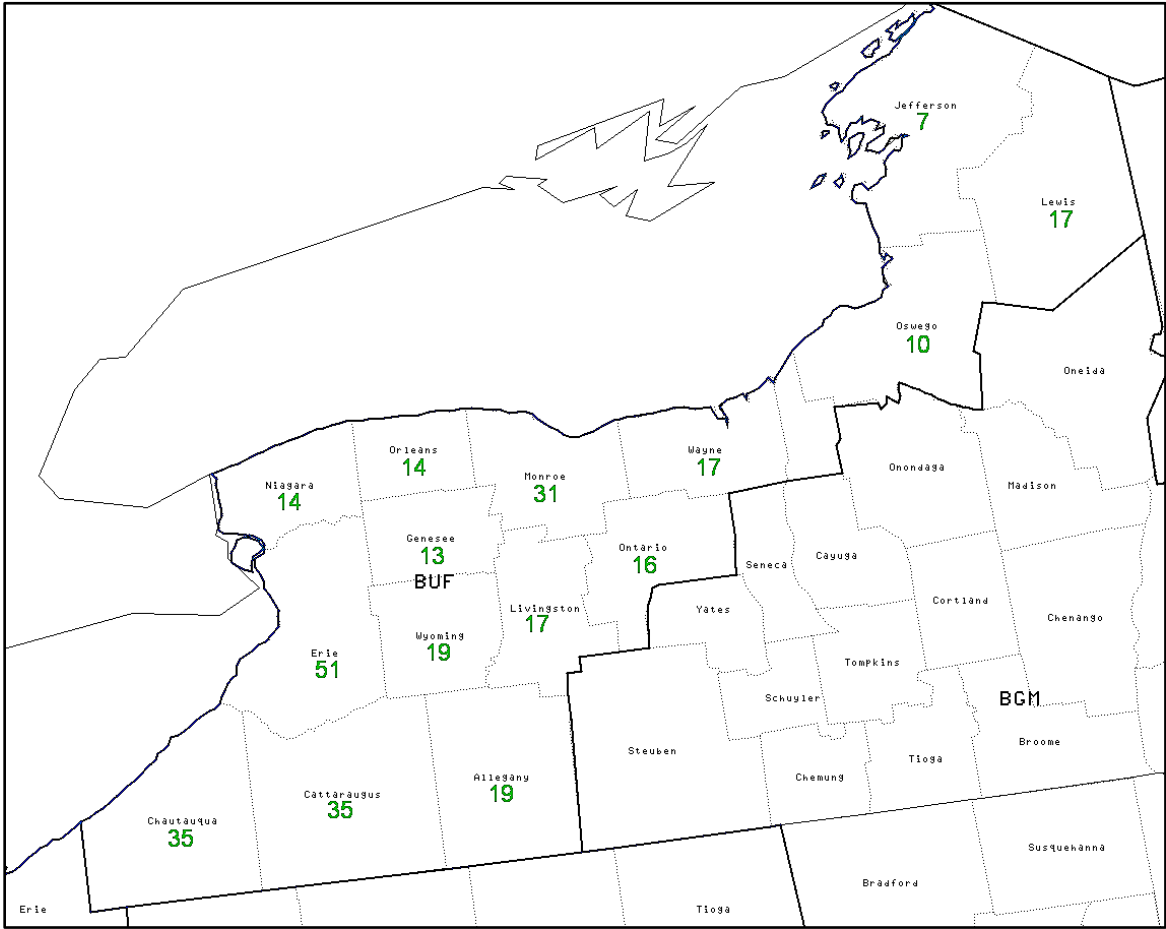 Jefferson
7
Lewis
17
Oswego
10
Oneida
Orleans
14
Monroe
31
Wayne
17
Niagara
14
Onondaga
Madison
Genesee
13
BUF
Ontario
16
Seneca
Cayuga
Livingston
17
Yates
Cortland
Chenango
Wyoming
19
Erie
51
Tompkins
Schuyler
BGM
Steuben
Tioga
Broome
Chemung
Allegany
19
Cattaraugus
35
Chautauqua
35
Susquehanna
Bradford
Erie
Tioga